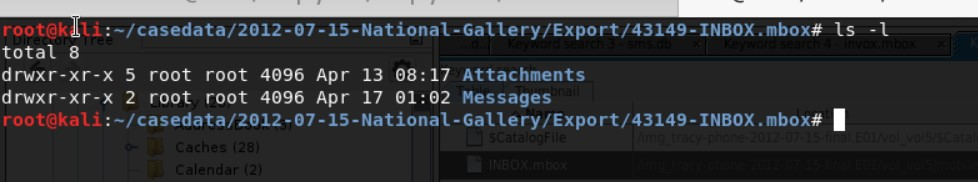 root@kali:~/casedata/2012-07-15-National-Gallery/Export/43149-INBOX.mbox# ls -l
total 8
drwxr-xr-x 5 root root 4096 Apr 13 08:17 Attachments
drwxr-xr-x 2 root root 4096 Apr 17 01:02 Messages
root@kali:~/casedata/2012-07-15-National-Gallery/Export/43149-INBOX.mbox#
Directory Tree
Keyword search 3 - sms.db
Keyword search 4 - invox.mbox
Thumbnail
Caches (28)
$CatalogFile
Calendar (2)
INBOX.mbox